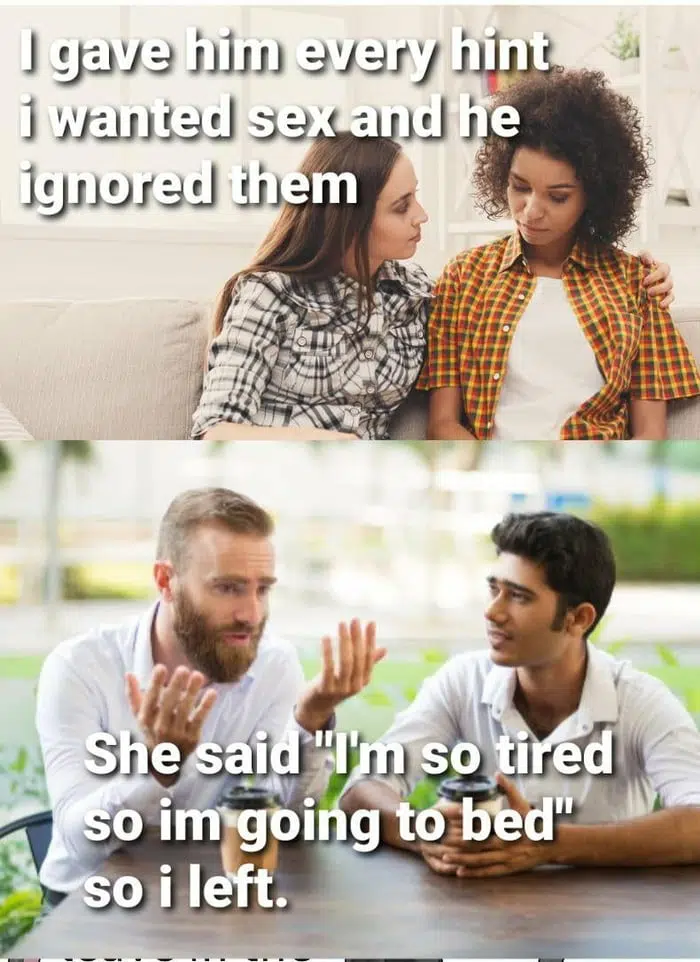 I gave him every hint
i wanted sex and he
ignored them
She said "I'm so tired
so im going to bed"
so i left.